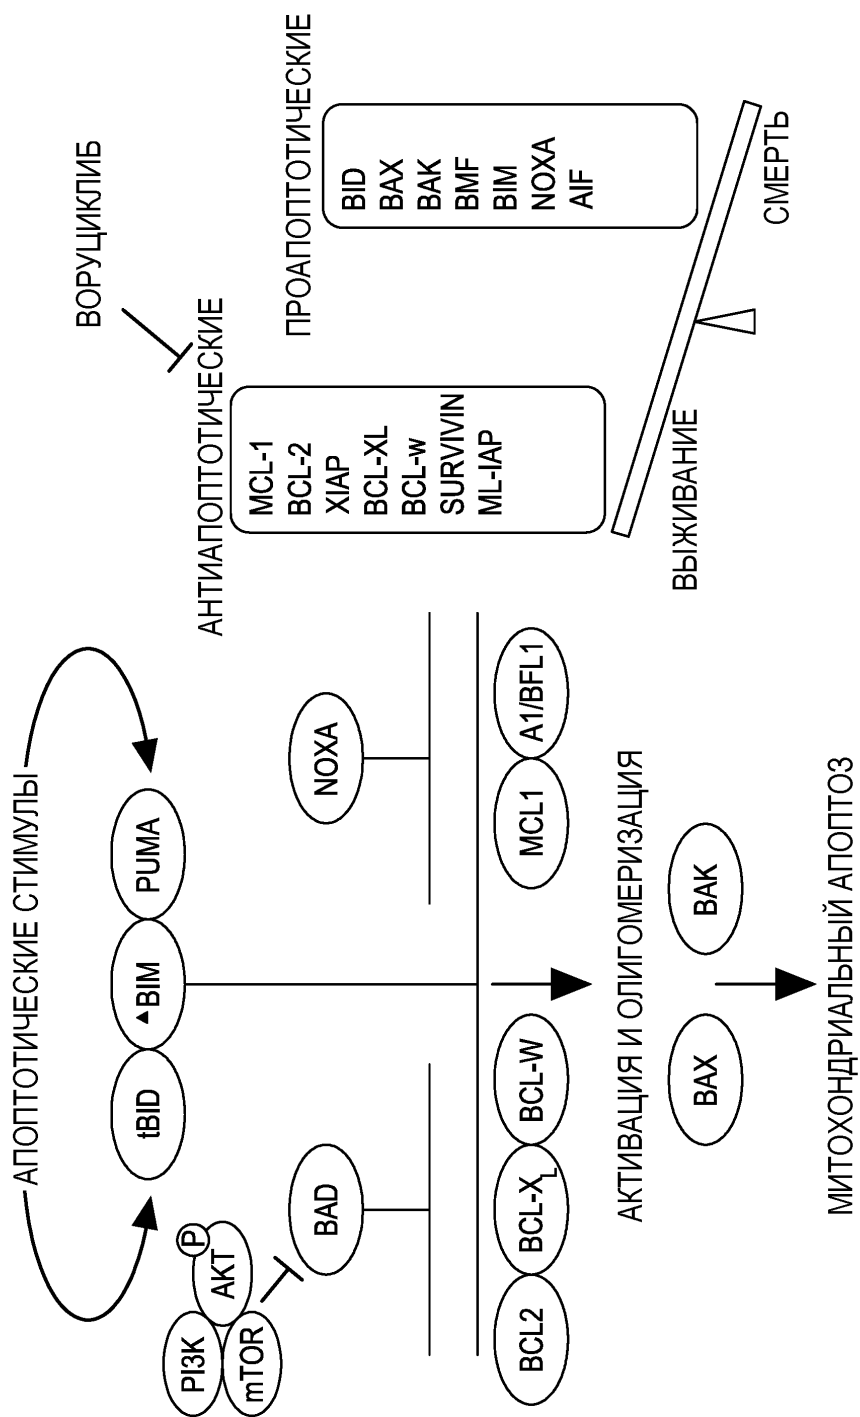 АПОПТОТИЧЕСКИЕ СТИМУЛЫ
tBID
BIM
PUMA
PI3K
AKT
P
mTOR
BAD
NOXA
BCL2
BCL-XL
BCL-W
MCL1
A1/BFL1
АКТИВАЦИЯ И ОЛИГОМЕРИЗАЦИЯ
BAX
BAK
МИТОХОНДРИАЛЬНЫЙ АПОПТОЗ
ВОРУЦИКЛИБ
АНТИАПОПТОТИЧЕСКИЕ
MCL-1
BCL-2
XIAP
BCL-XL
BCL-w
SURVIVIN
ML-IAP
ПРОАПОПТОТИЧЕСКИЕ
BID
BAX
BAK
BMF
BIM
NOXA
AIF
ВЫЖИВАНИЕ
СМЕРТЬ